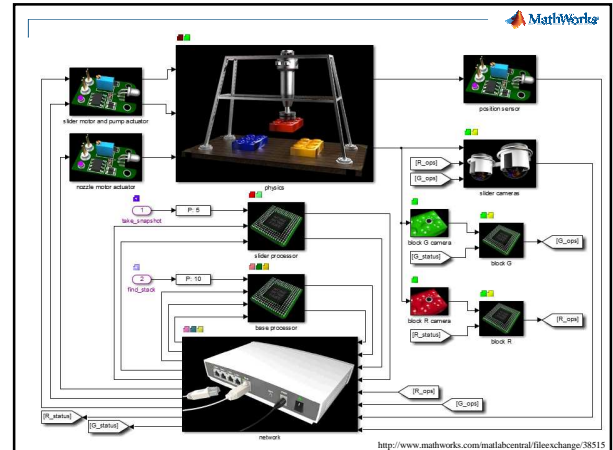 MathWorks
slider motor and pump actuator
physics
position sensor
nozzle motor actuator
[R_ops]
[G_ops]
slider cameras
1
take_snapshot
P: 5
slider processor
block G camera
[G_status]
block G
[G_ops]
2
find_stack
P: 10
base processor
block R camera
[R_status]
block R
[R_ops]
[R_ops]
[G_ops]
[R_status]
[G_status]
network
http://www.mathworks.com/matlabcentral/fileexchange/38515